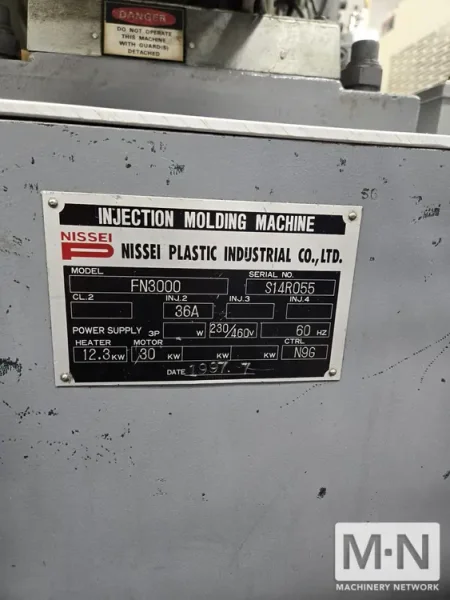 DANGER
DO NOT OPERATE
THIS MACHINE
WITH GUARD(S)
DETACHED
56
INJECTION MOLDING MACHINE
NISSEI
NISSEI PLASTIC INDUSTRIAL CO.,LTD.
MODEL FN3000 SERIAL NO. S14R055
CL.2 INJ.2 36A INJ.3 INJ.4
POWER SUPPLY 3P W 230/460V 60 HZ
HEATER 12.3KW MOTOR 30 KW KW KW CTRL N9G
DATE 1997. 7
M·N
MACHINERY NETWORK